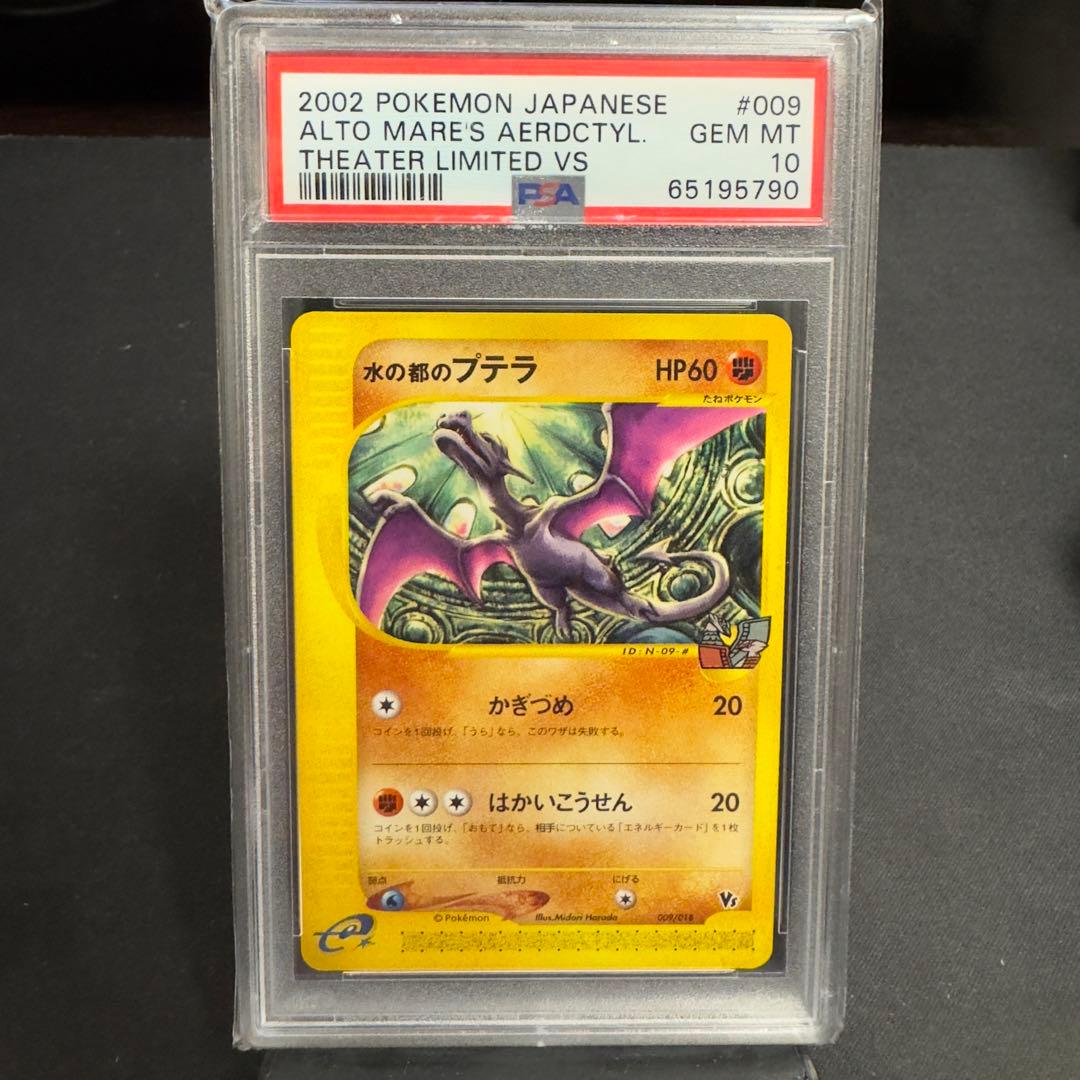 2002 POKEMON JAPANESE #009
ALTO MARE'S AERDCTYL. GEM MT
THEATER LIMITED VS 10
PSA 65195790
水の都のプテラ HP60
たねポケモン
ID:N-09-#
かぎづめ 20
コインを1回投げ、「うら」なら、このワザは失敗する。
はかいこうせん 20
コインを1回投げ、「おもて」なら、相手についている「エネルギーカード」を1枚
トラッシュする。
弱点 抵抗力 にげる
Vs
© Pokémon Illus.Midori Harada 009/018
e